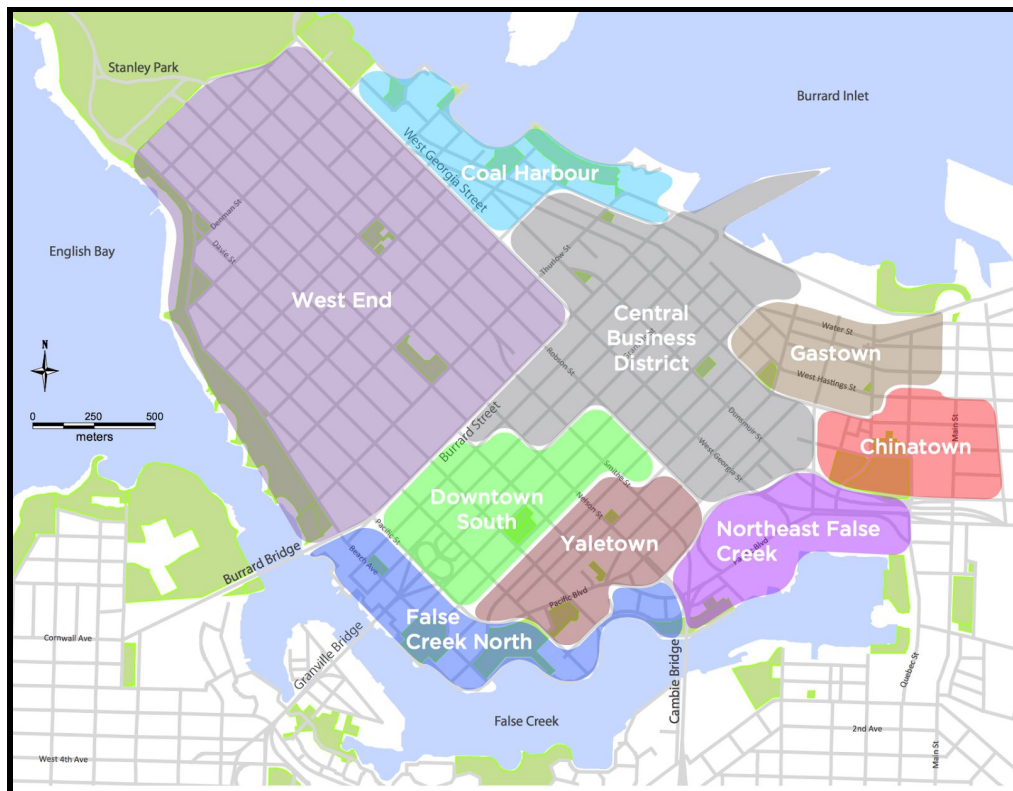 Stanley Park
Burrard Inlet
West Georgia Street
Coal Harbour
Denman St
Davie St
English Bay
Thurlow St
West End
Central
Business
District
Water St
Gastown
West Hastings St
N
Robson St
0 250 500
meters
Burrard Street
Dunsmuir St
West Georgia St
Main St
Chinatown
Smithe St
Downtown
South
Nelson St
Northeast False
Creek
Yaletown
Pacific St
Beach Ave
Burrard Bridge
Pacific Blvd
False
Creek North
Granville Bridge
Cambie Bridge
Cornwall Ave
Quebec St
False Creek
2nd Ave
Main St
West 4th Ave